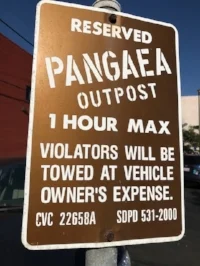 RESERVED
PANGAEA
OUTPOST
1 HOUR MAX
VIOLATORS WILL BE
TOWED AT VEHICLE
OWNER'S EXPENSE.
CVC 22658A SDPD 531-2000